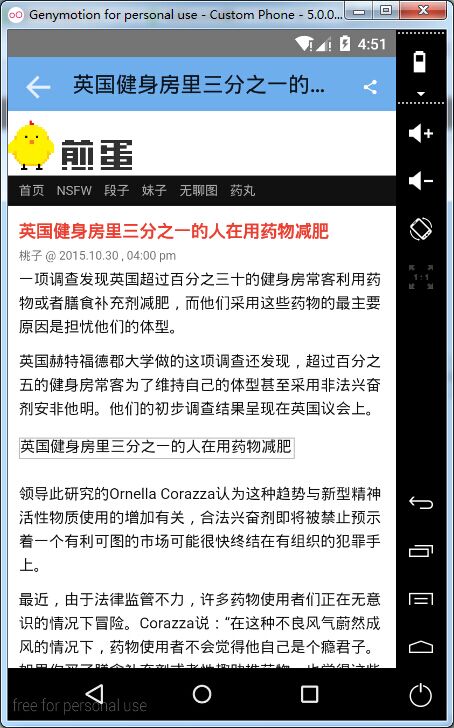 Genymotion for personal use - Custom Phone - 5.0.0...
4:51
英国健身房里三分之一的...
煎蛋
首页 NSFW 段子 妹子 无聊图 药丸
英国健身房里三分之一的人在用药物减肥
桃子 @ 2015.10.30 , 04:00 pm
一项调查发现英国超过百分之三十的健身房常客利用药
物或者膳食补充剂减肥，而他们采用这些药物的最主要
原因是担忧他们的体型。
英国赫特福德郡大学做的这项调查还发现，超过百分之
五的健身房常客为了维持自己的体型甚至采用非法兴奋
剂安非他明。他们的初步调查结果呈现在英国议会上。
英国健身房里三分之一的人在用药物减肥
领导此研究的Ornella Corazza认为这种趋势与新型精神
活性物质使用的增加有关，合法兴奋剂即将被禁止预示
着一个有利可图的市场可能很快终结在有组织的犯罪手
上。
最近，由于法律监管不力，许多药物使用者们正在无意
识的情况下冒险。Corazza说：“在这种不良风气蔚然成
风的情况下，药物使用者不会觉得他自己是个瘾君子。
free for personal use
1:1